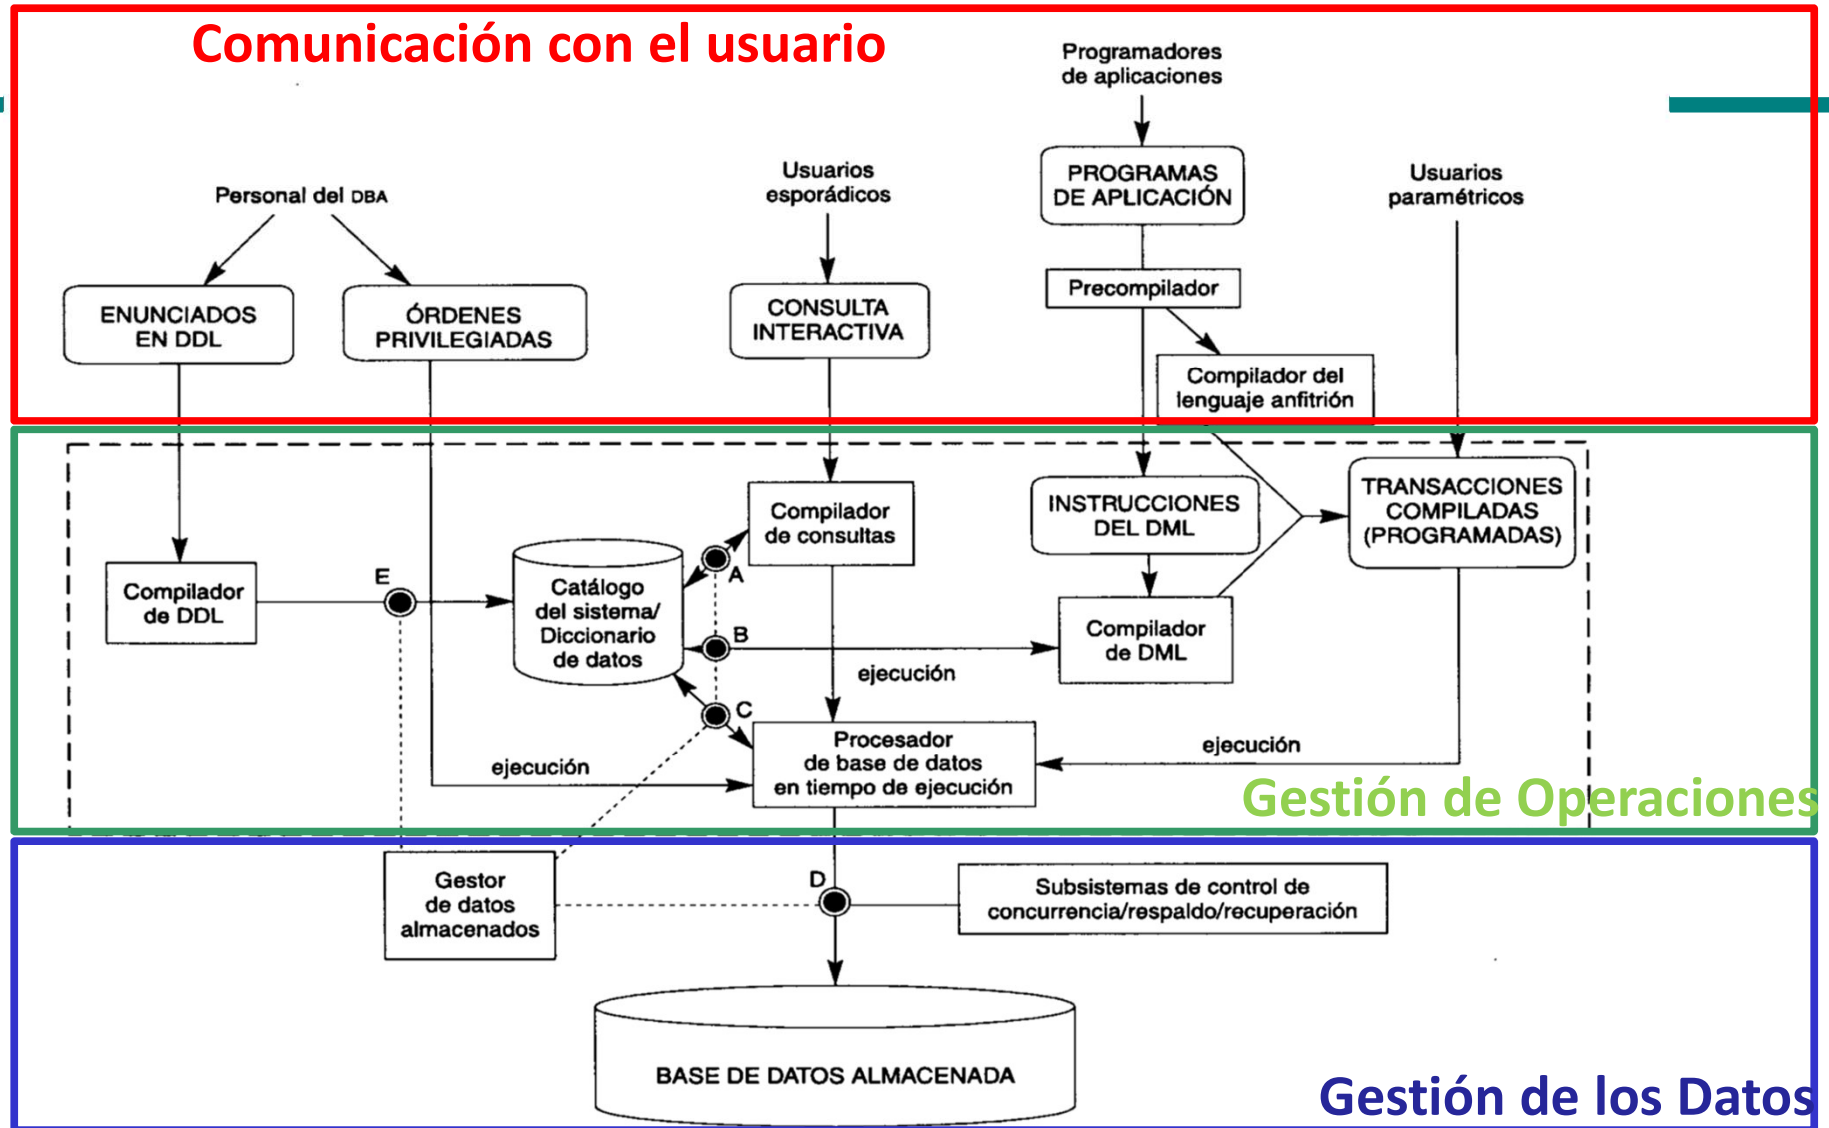 Comunicación con el usuario
Programadores
de aplicaciones
Personal del DBA
Usuarios
esporádicos
PROGRAMAS
DE APLICACIÓN
Usuarios
paramétricos
ENUNCIADOS
EN DDL
ÓRDENES
PRIVILEGIADAS
CONSULTA
INTERACTIVA
Precompilador
Compilador del
lenguaje anfitrión
Compilador
de consultas
INSTRUCCIONES
DEL DML
TRANSACCIONES
COMPILADAS
(PROGRAMADAS)
Compilador
de DDL
E
Catálogo
del sistema/
Diccionario
de datos
A
B
C
ejecución
Compilador
de DML
ejecución
Procesador
de base de datos
en tiempo de ejecución
ejecución
Gestión de Operaciones
Gestor
de datos
almacenados
D
Subsistemas de control de
concurrencia/respaldo/recuperación
BASE DE DATOS ALMACENADA
Gestión de los Datos